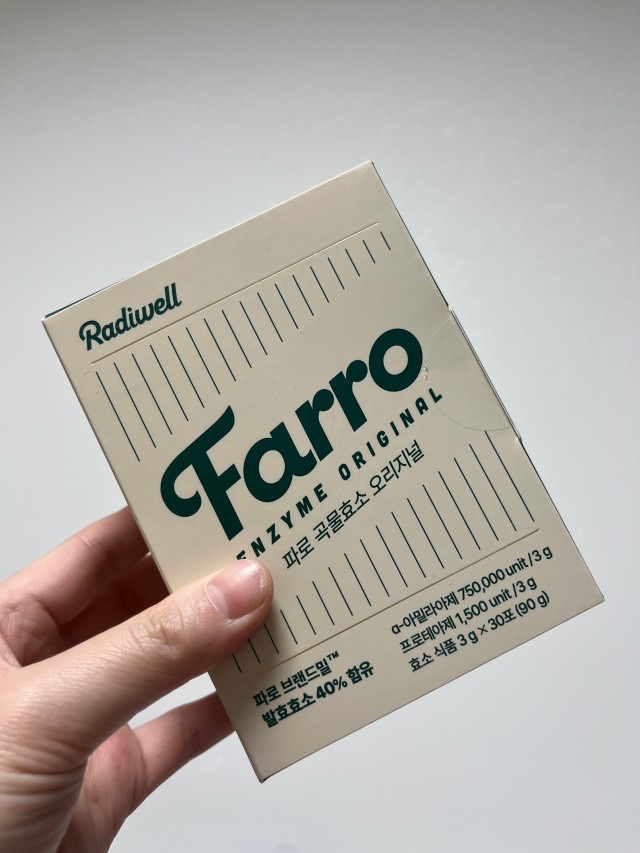 Radiwell
Farro
ENZYME ORIGINAL
파로 곡물효소 오리지널
파로 브랜드밀™
발효효소 40% 함유
α-아밀라아제 750,000 unit / 3 g
프로테아제 1,500 unit / 3 g
효소 식품 3 g × 30포 (90 g)